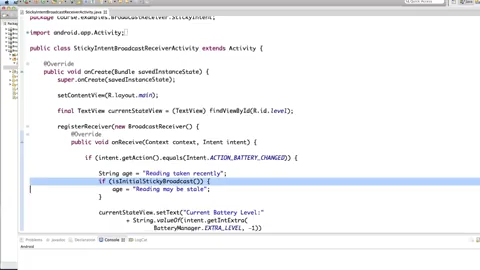 StickyIntentBroadcastReceiverActivity.java
package course.examples.BroadcastReceiver.StickyIntent;
import android.app.Activity;
public class StickyIntentBroadcastReceiverActivity extends Activity {
@Override
public void onCreate(Bundle savedInstanceState) {
super.onCreate(savedInstanceState);
setContentView(R.layout.main);
final TextView currentStateView = (TextView) findViewById(R.id.level);
registerReceiver(new BroadcastReceiver() {
@Override
public void onReceive(Context context, Intent intent) {
if (intent.getAction().equals(Intent.ACTION_BATTERY_CHANGED)) {
String age = "Reading taken recently";
if (isInitialStickyBroadcast()) {
age = "Reading may be stale";
}
currentStateView.setText("Current Battery Level:"
+ String.valueOf(intent.getIntExtra(
BatteryManager.EXTRA_LEVEL, -1))
Problems Javadoc Declaration Console LogCat
Android